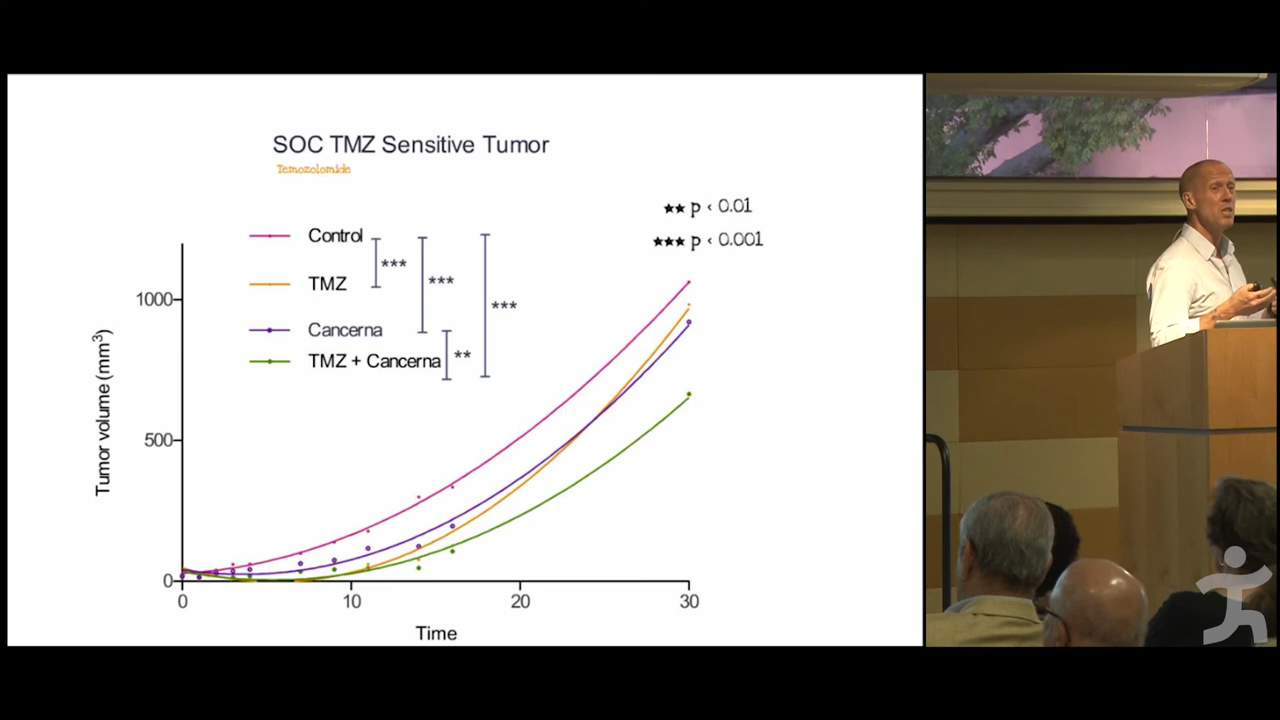 SOC TMZ Sensitive Tumor
Temozolomide
** p < 0.01
*** p < 0.001
Control
***
TMZ
***
***
Cancerna
TMZ + Cancerna
**
Tumor volume (mm³)
1000
500
0
0 10 20 30
Time